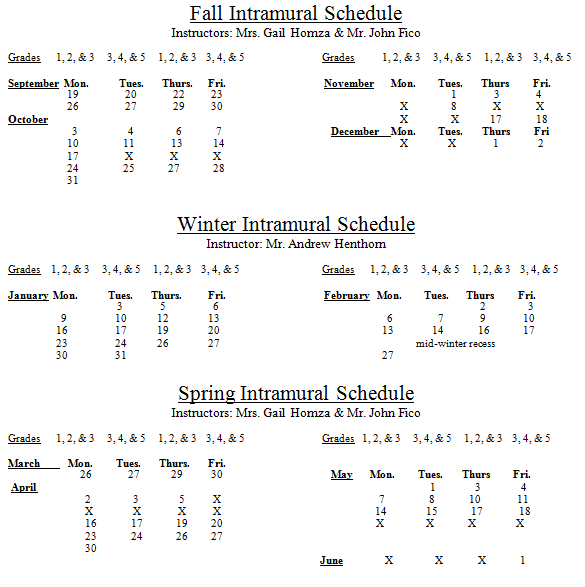 Fall Intramural Schedule
Instructors: Mrs. Gail Homza & Mr. John Fico
Grades 1, 2, & 3 3, 4, & 5 1, 2, & 3 3, 4, & 5
September Mon. Tues. Thurs. Fri.
19 20 22 23
26 27 29 30
October
3 4 6 7
10 11 13 14
17 X X X
24 25 27 28
31
Grades 1, 2, & 3 3, 4, & 5 1, 2, & 3 3, 4, & 5
November Mon. Tues. Thurs Fri.
1 3 4
X 8 X X
X X 17 18
December Mon. Tues. Thurs Fri
X X 1 2
Winter Intramural Schedule
Instructor: Mr. Andrew Henthorn
Grades 1, 2, & 3 3, 4, & 5 1, 2, & 3 3, 4, & 5
January Mon. Tues. Thurs. Fri.
3 5 6
9 10 12 13
16 17 19 20
23 24 26 27
30 31
Grades 1, 2, & 3 3, 4, & 5 1, 2, & 3 3, 4, & 5
February Mon. Tues. Thurs Fri.
2 3
6 7 9 10
13 14 16 17
mid-winter recess
27
Spring Intramural Schedule
Instructors: Mrs. Gail Homza & Mr. John Fico
Grades 1, 2, & 3 3, 4, & 5 1, 2, & 3 3, 4, & 5
March Mon. Tues. Thurs. Fri.
26 27 29 30
April
2 3 5 X
X X X X
16 17 19 20
23 24 26 27
30
Grades 1, 2, & 3 3, 4, & 5 1, 2, & 3 3, 4, & 5
May Mon. Tues. Thurs Fri.
1 3 4
7 8 10 11
14 15 17 18
X X X X
June X X X 1